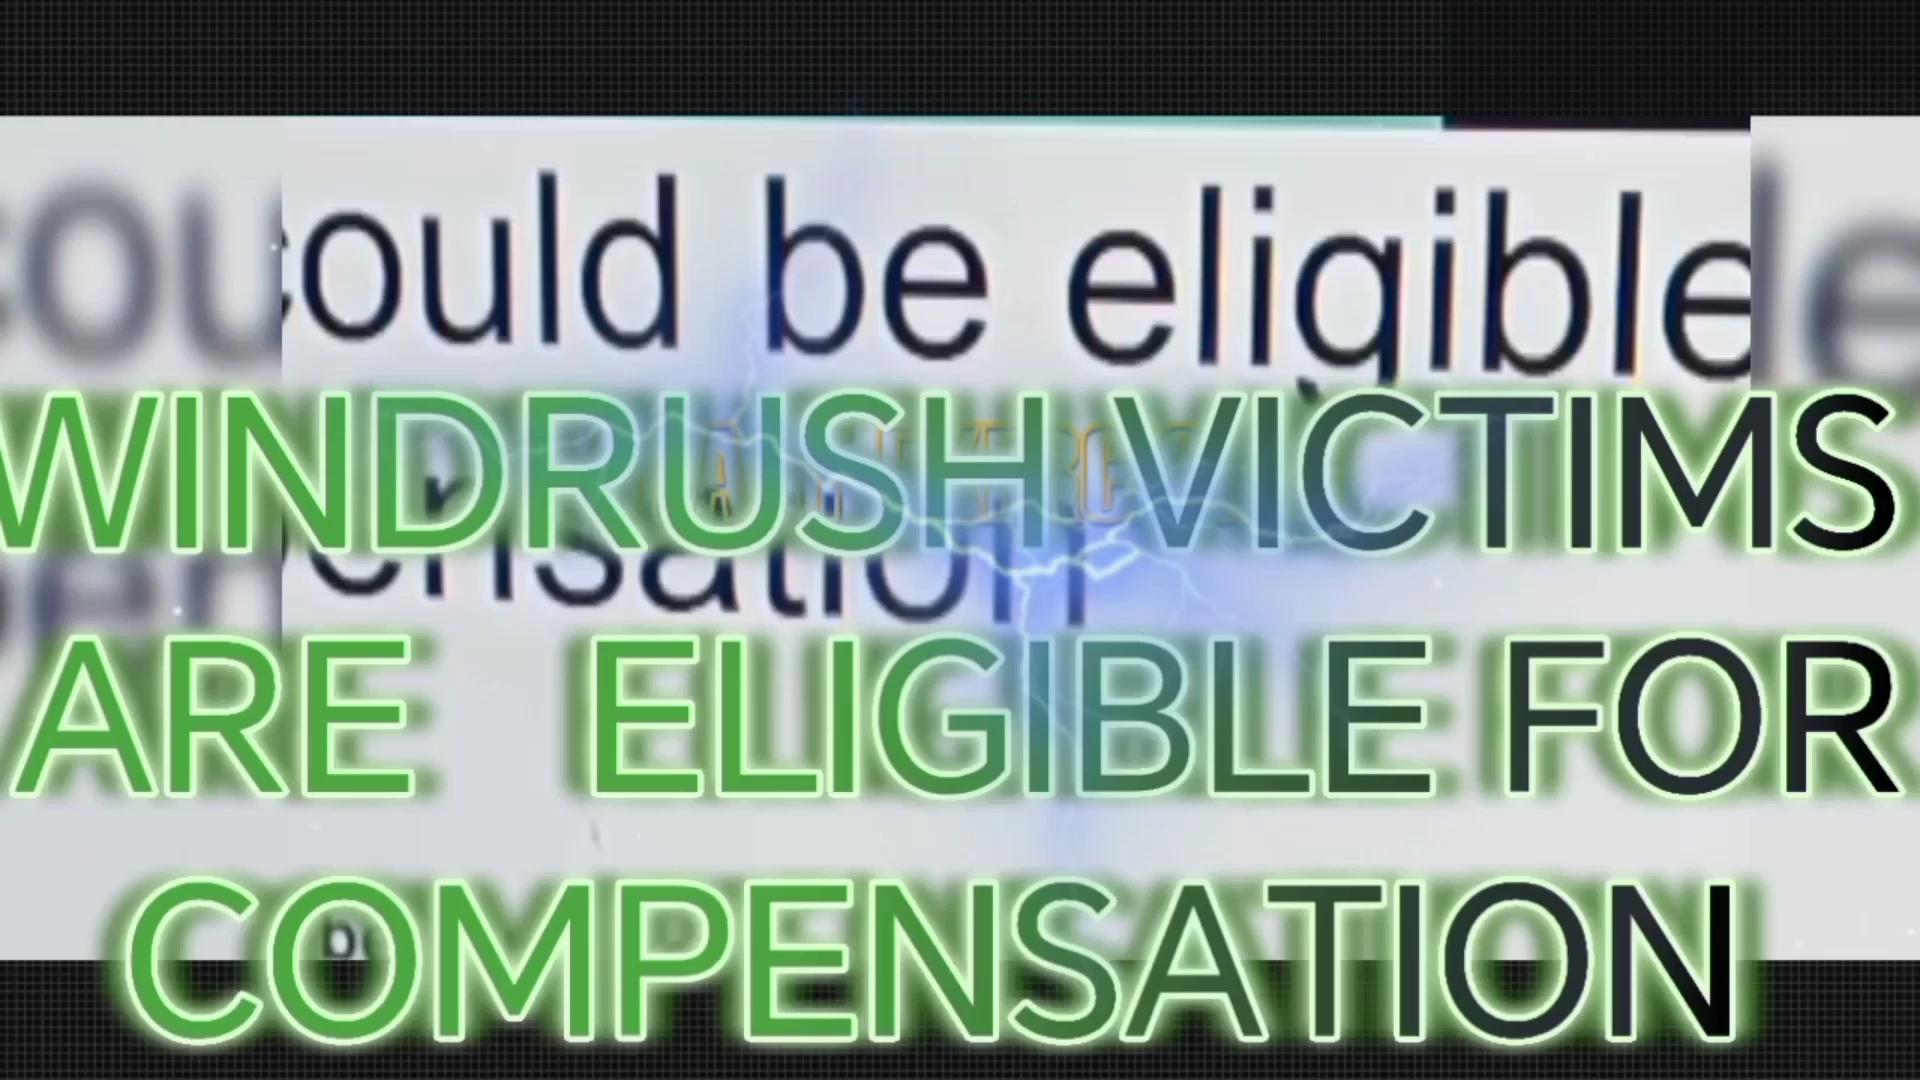 could be eligible
WINDRUSH VICTIMS
ARE ELIGIBLE FOR
COMPENSATION